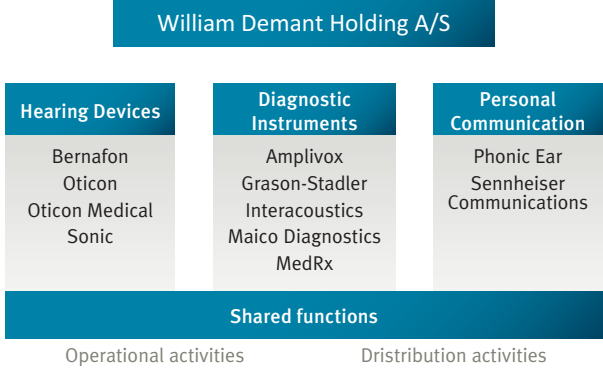 William Demant Holding A/S
Hearing Devices
Bernafon
Oticon
Oticon Medical
Sonic
Diagnostic
Instruments
Amplivox
Grason-Stadler
Interacoustics
Maico Diagnostics
MedRx
Personal
Communication
Phonic Ear
Sennheiser
Communications
Shared functions
Operational activities
Dristribution activities